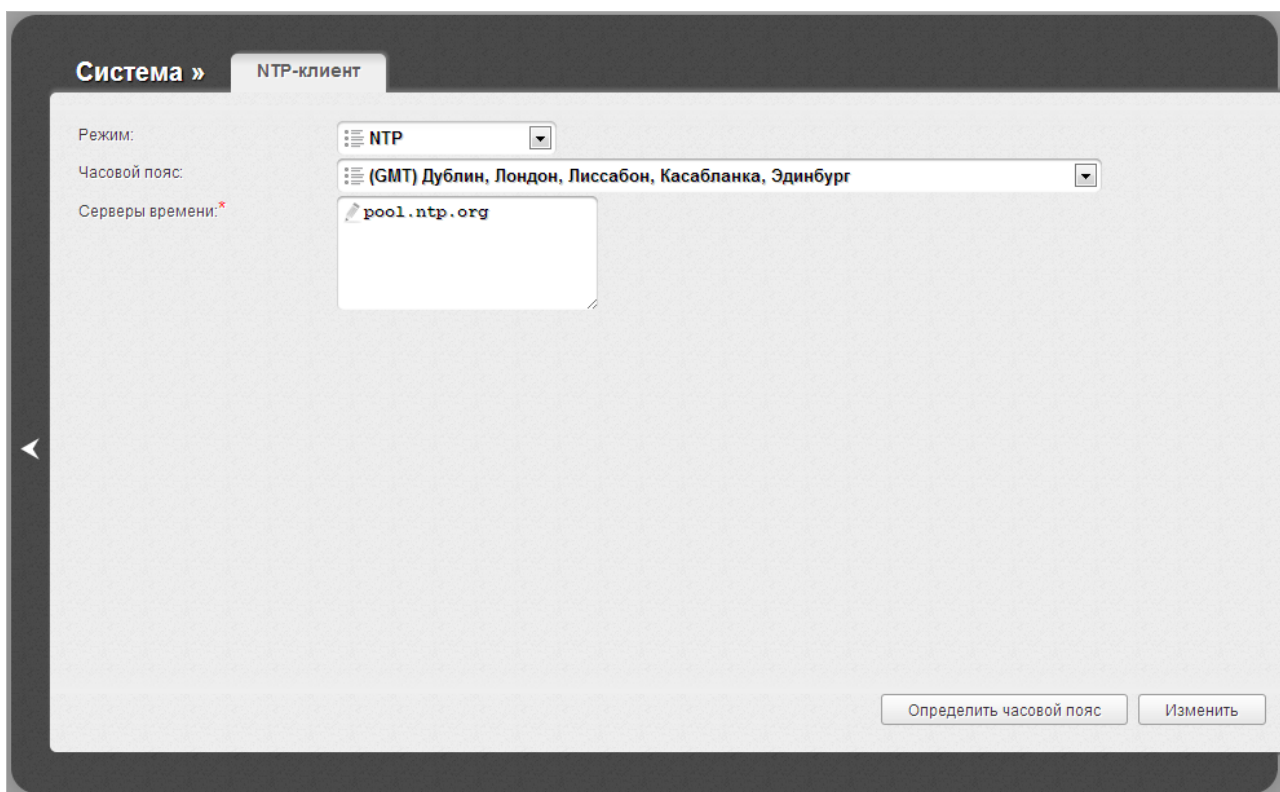 Система » NTP-клиент
Режим: NTP
Часовой пояс: (GMT) Дублин, Лондон, Лиссабон, Касабланка, Эдинбург
Серверы времени:* pool.ntp.org
Определить часовой пояс Изменить